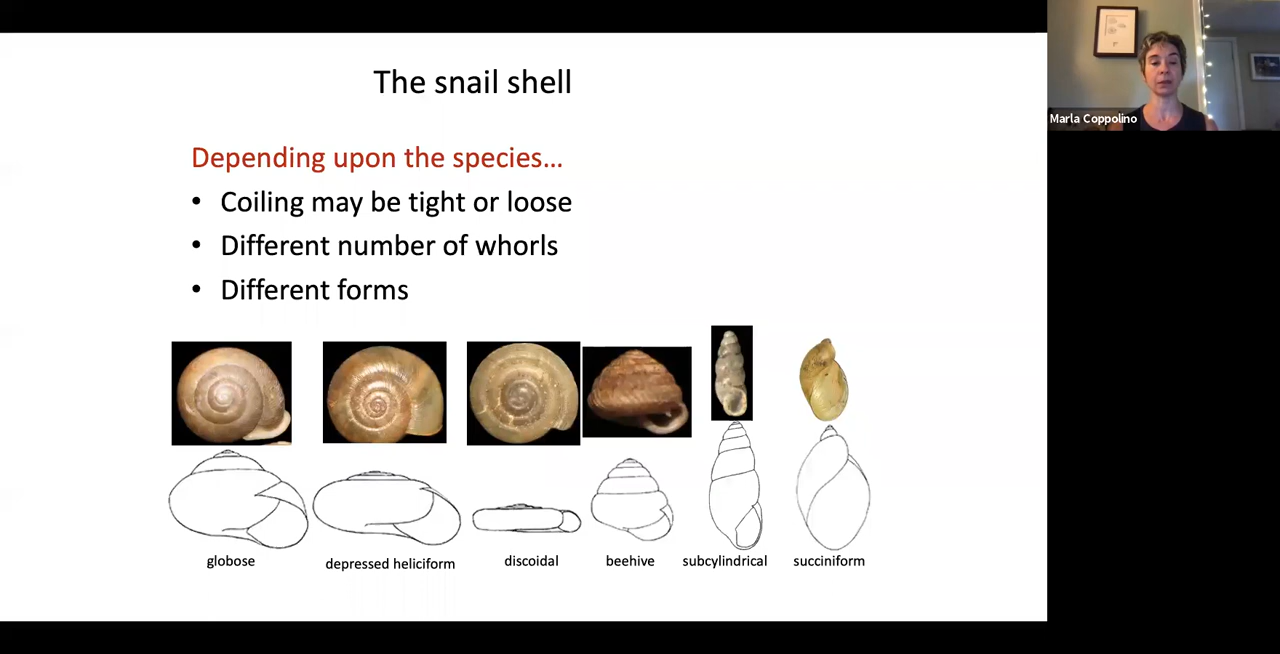 The snail shell
Marla Coppolino
Depending upon the species...
• Coiling may be tight or loose
• Different number of whorls
• Different forms
globose
depressed heliciform
discoidal
beehive
subcylindrical
succiniform